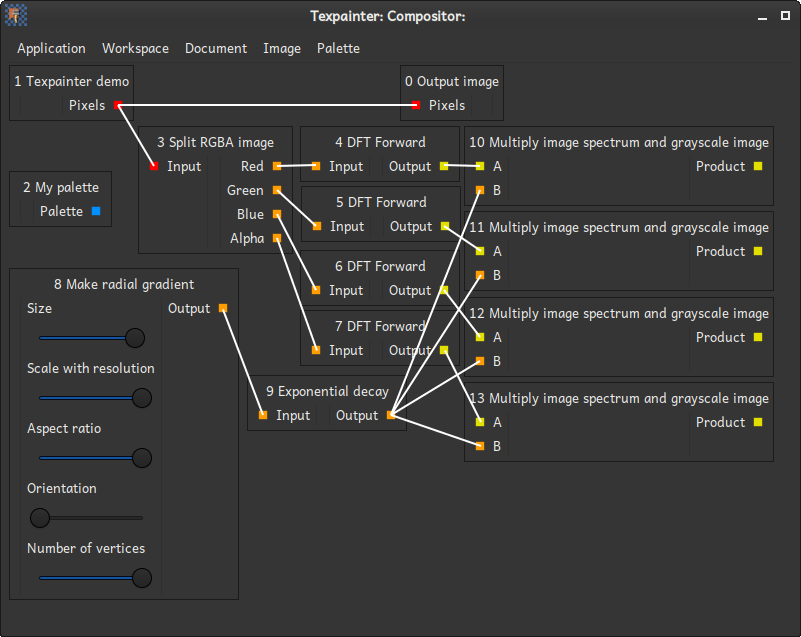 Texpainter: Compositor:
Application Workspace Document Image Palette
1 Texpainter demo
Pixels
0 Output image
Pixels
3 Split RGBA image
Input Red
Green
Blue
Alpha
4 DFT Forward
Input Output
10 Multiply image spectrum and grayscale image
A Product
B
2 My palette
Palette
5 DFT Forward
Input Output
11 Multiply image spectrum and grayscale image
A Product
B
6 DFT Forward
Input Output
12 Multiply image spectrum and grayscale image
A Product
B
7 DFT Forward
Input Output
8 Make radial gradient
Size Output
Scale with resolution
Aspect ratio
Orientation
Number of vertices
9 Exponential decay
Input Output
13 Multiply image spectrum and grayscale image
A Product
B